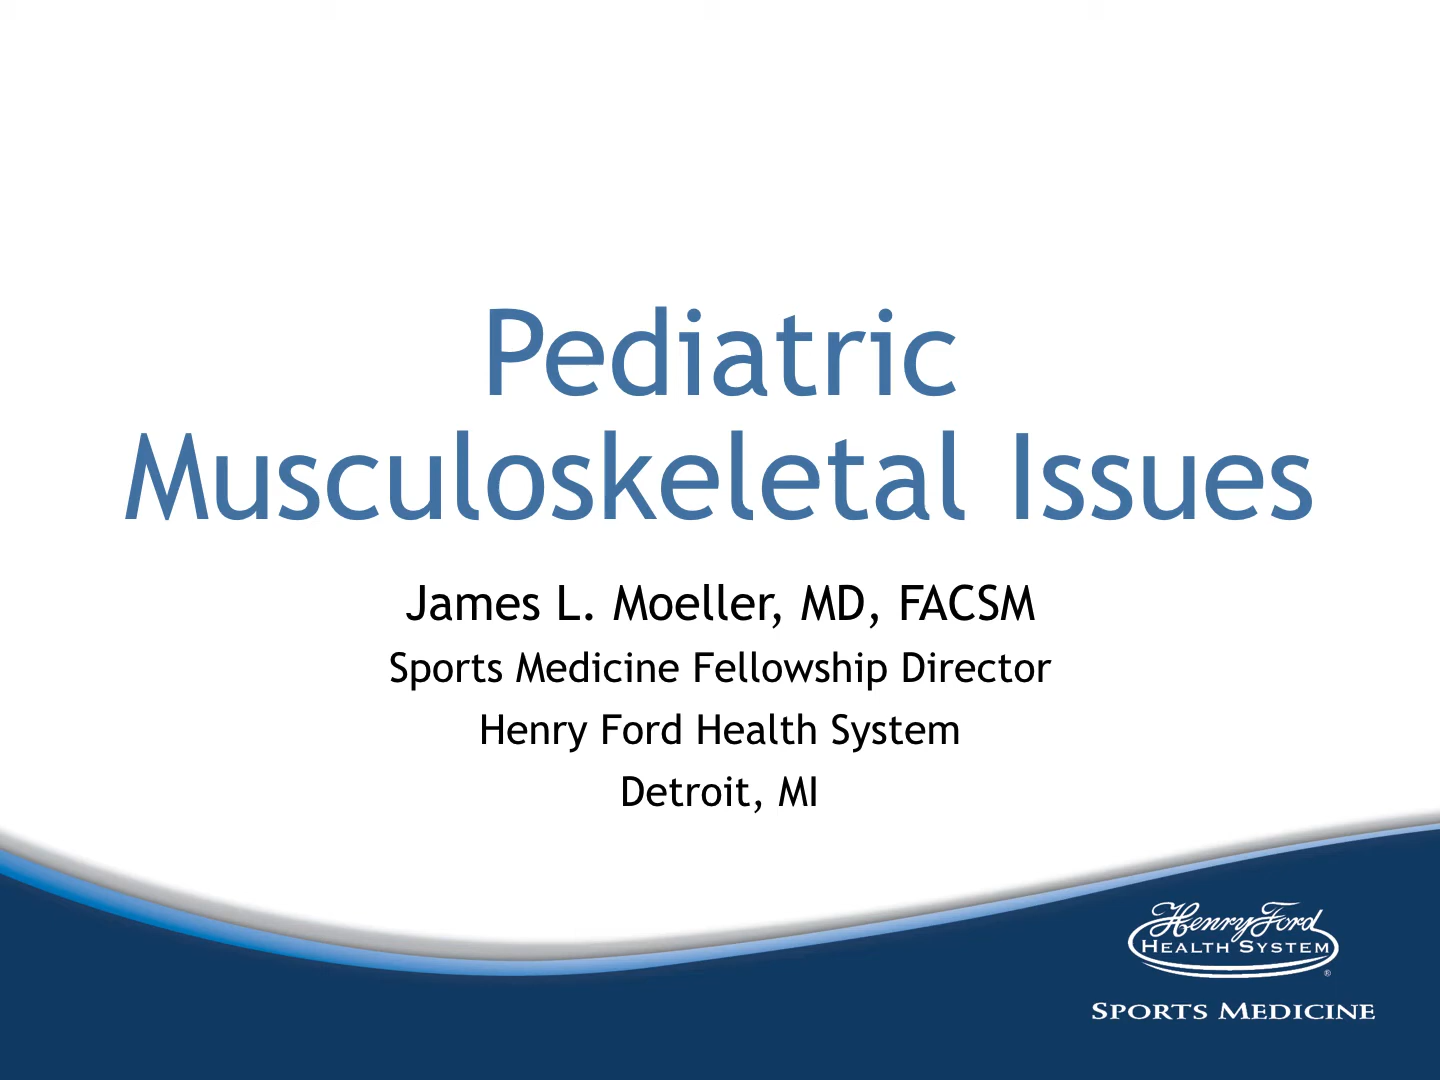 Pediatric
Musculoskeletal Issues
James L. Moeller, MD, FACSM
Sports Medicine Fellowship Director
Henry Ford Health System
Detroit, MI
Henry Ford
HEALTH SYSTEM
®
SPORTS MEDICINE